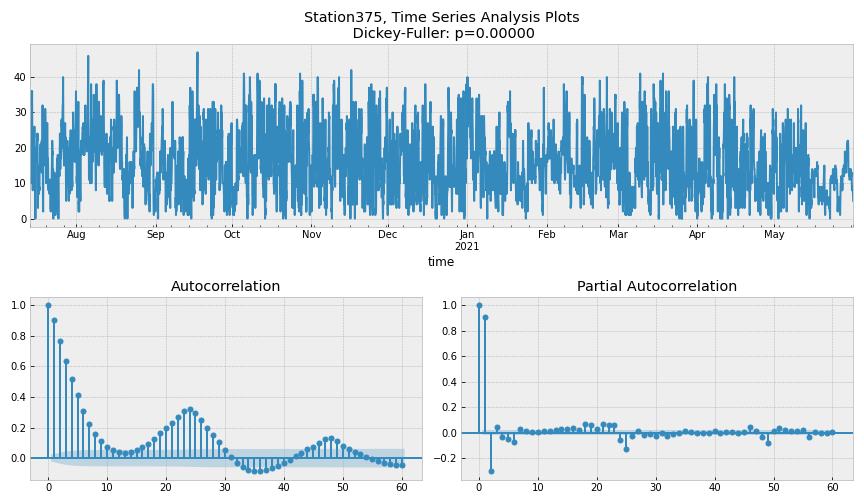 Station375, Time Series Analysis Plots
Dickey-Fuller: p=0.00000
40
30
20
10
0
Aug Sep Oct Nov Dec Jan Feb Mar Apr May
2021
time
Autocorrelation
1.0
0.8
0.6
0.4
0.2
0.0
0 10 20 30 40 50 60
Partial Autocorrelation
1.0
0.8
0.6
0.4
0.2
0.0
−0.2
0 10 20 30 40 50 60